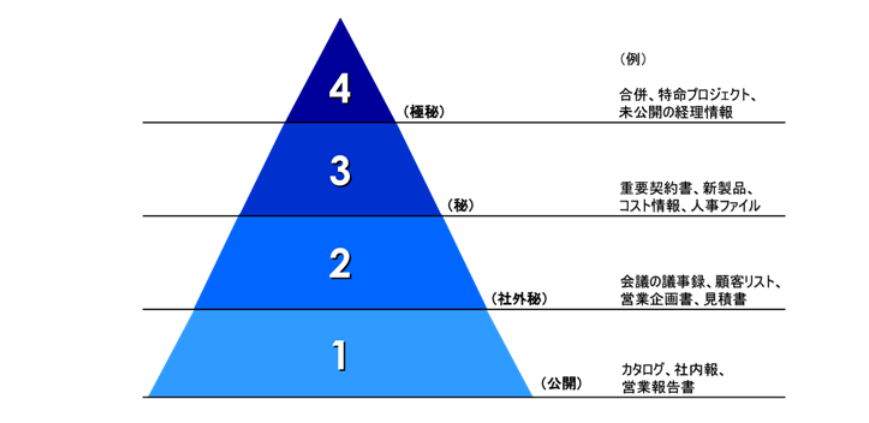 （例）
4
（極秘）
合併、特命プロジェクト、
未公開の経理情報
3
（秘）
重要契約書、新製品、
コスト情報、人事ファイル
2
（社外秘）
会議の議事録、顧客リスト、
営業企画書、見積書
1
（公開）
カタログ、社内報、
営業報告書